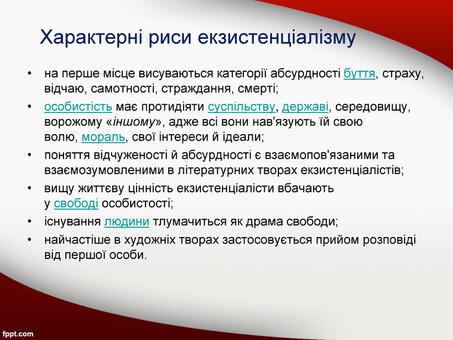 Характерні риси екзистенціалізму
• на перше місце висуваються категорії абсурдності буття, страху,
відчаю, самотності, страждання, смерті;
• особистість має протидіяти суспільству, державі, середовищу,
ворожому «іншому», адже всі вони нав'язують їй свою
волю, мораль, свої інтереси й ідеали;
• поняття відчуженості й абсурдності є взаємопов'язаними та
взаємозумовленими в літературних творах екзистенціалістів;
• вищу життєву цінність екзистенціалісти вбачають
у свободі особистості;
• існування людини тлумачиться як драма свободи;
• найчастіше в художніх творах застосовується прийом розповіді
від першої особи.
fppt.com